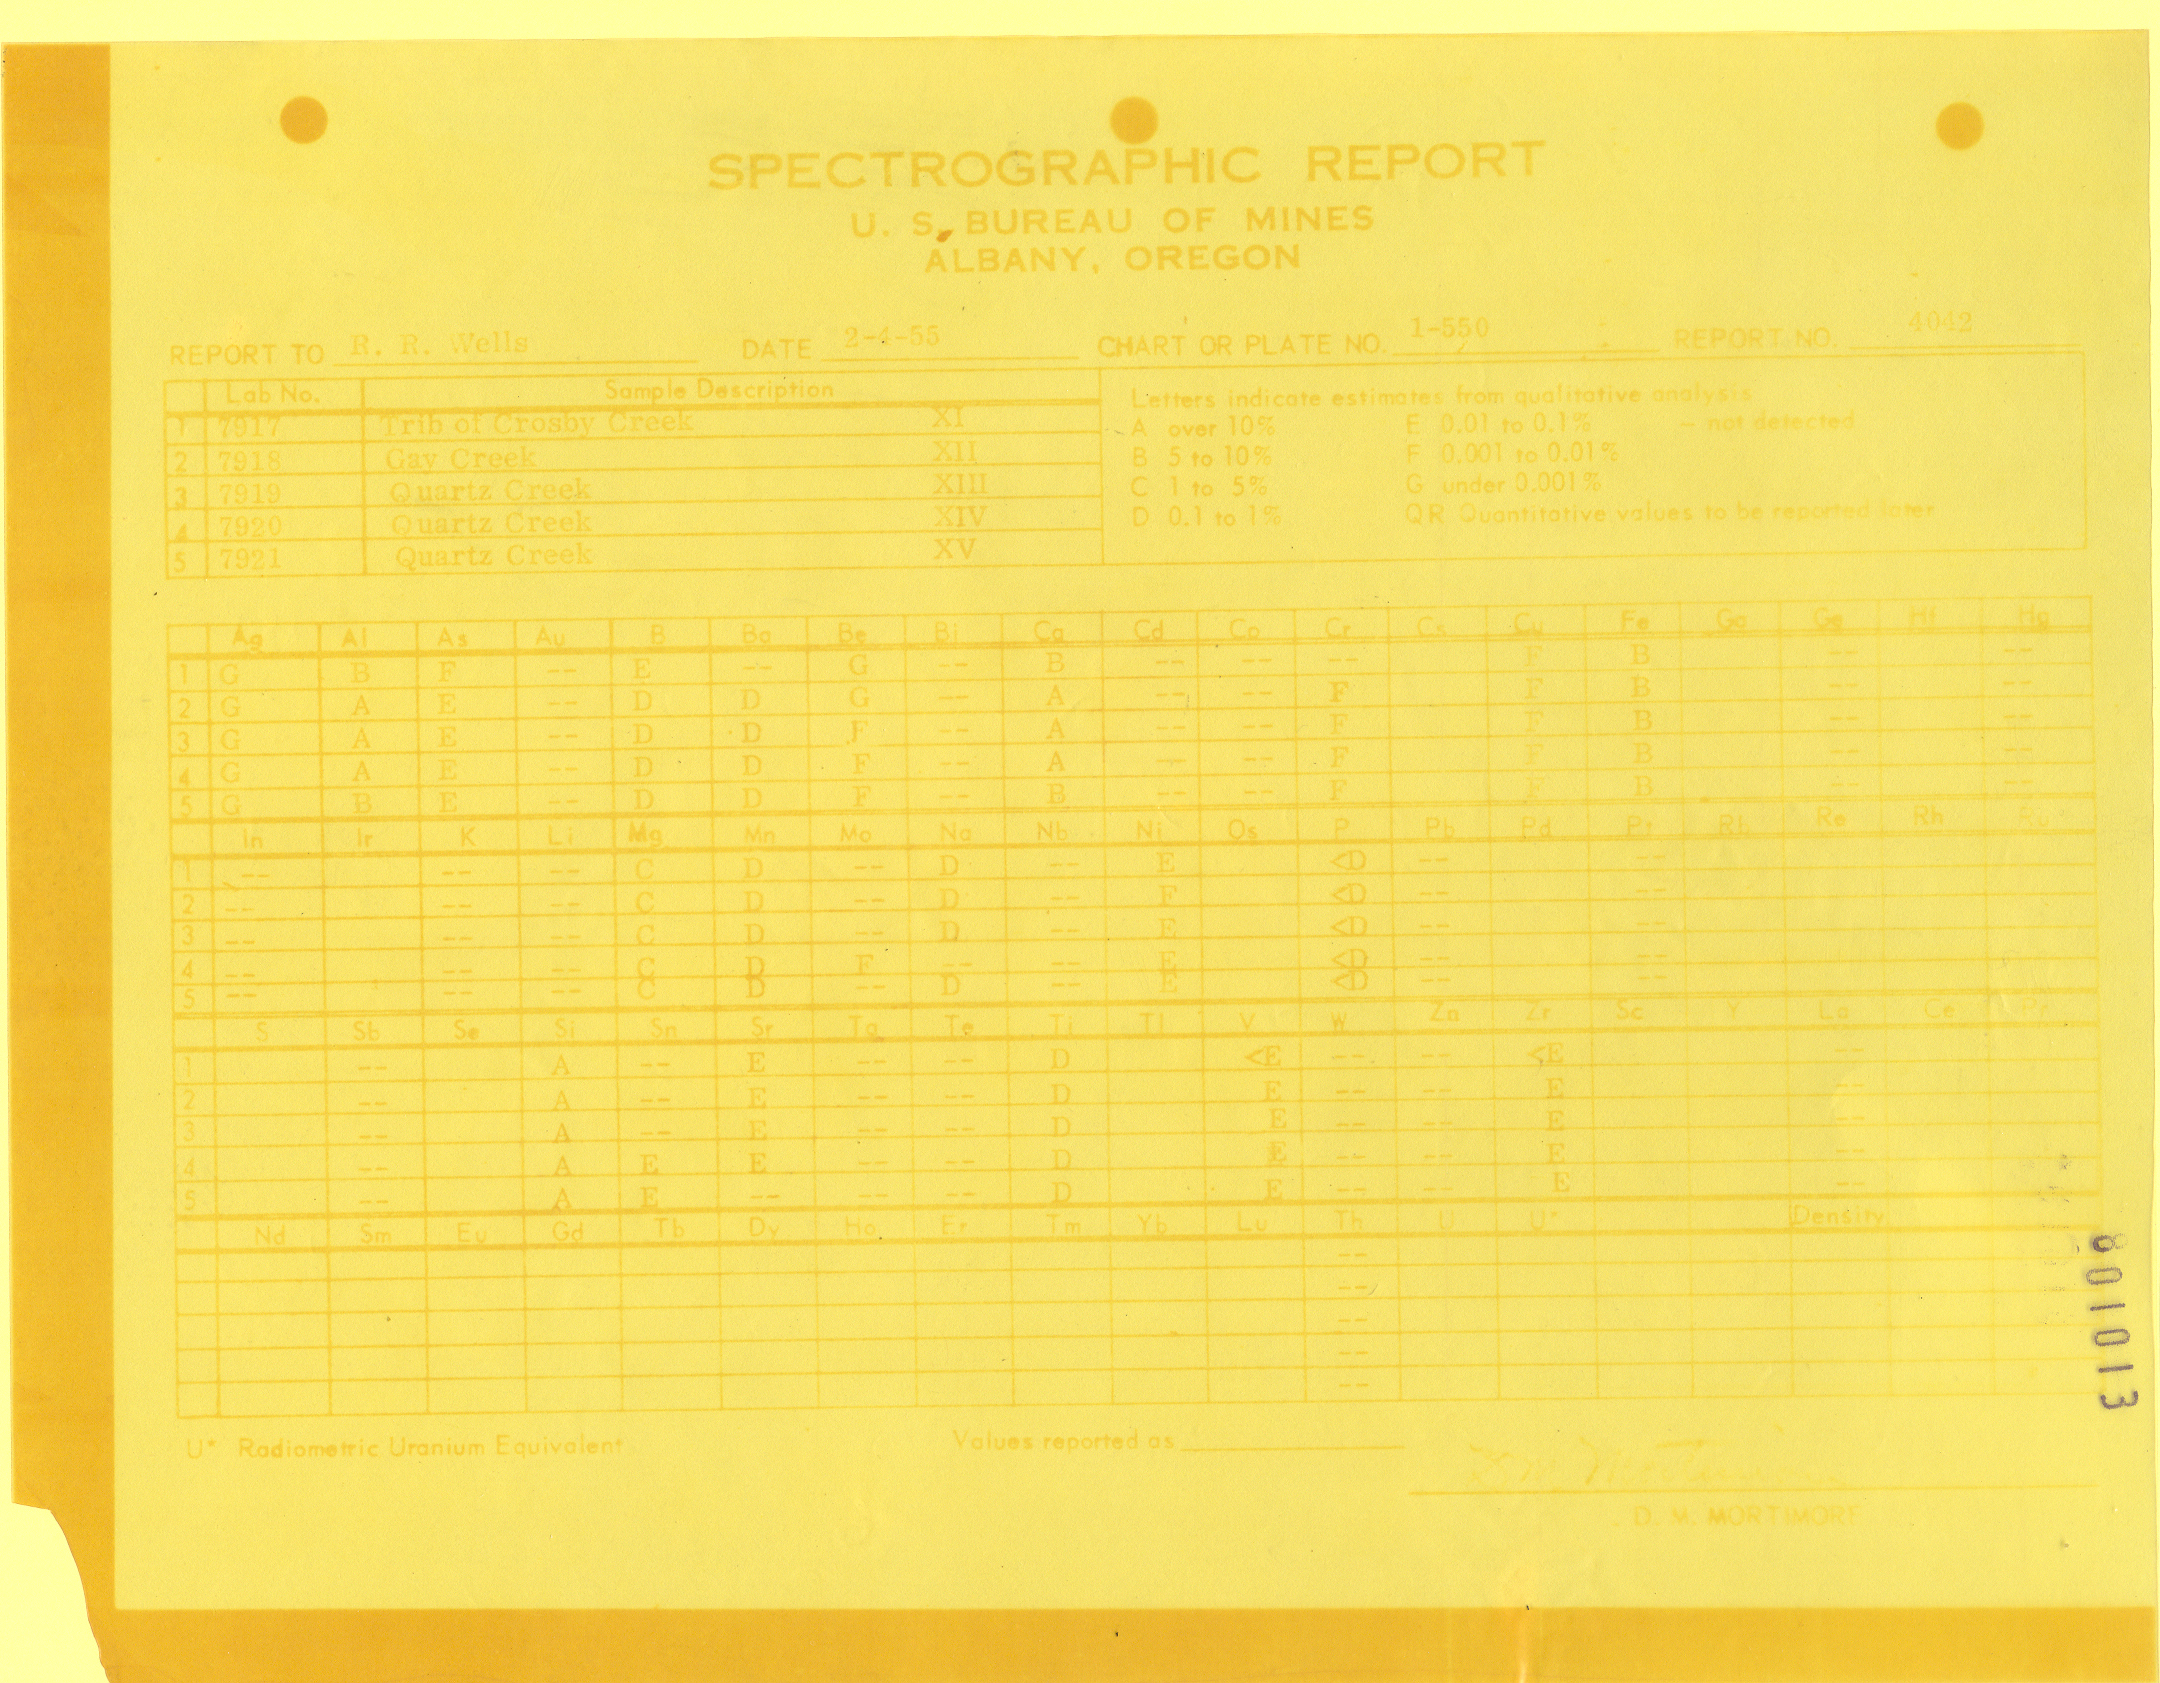 SPECTROGRAPHIC REPORT
U. S. BUREAU OF MINES
ALBANY, OREGON
REPORT TO R. R. Wells DATE 2-4-55 CHART OR PLATE NO. 1-550 REPORT NO. 4042
Lab No. Sample Description
1 7917 Trib of Crosby Creek XI
2 7918 Gay Creek XII
3 7919 Quartz Creek XIII
4 7920 Quartz Creek XIV
5 7921 Quartz Creek XV
Letters indicate estimates from qualitative analysis
A over 10% E 0.01 to 0.1% – not detected
B 5 to 10% F 0.001 to 0.01%
C 1 to 5% G under 0.001%
D 0.1 to 1% QR Quantitative values to be reported later
Ag Al As Au B Ba Be Bi Ca Cd Co Cr Cs Cu Fe Ga Ge Hf Hg
1 G B F -- E -- G -- B -- -- -- F B -- --
2 G A E -- D D G -- A -- -- F F B -- --
3 G A E -- D D F -- A -- -- F F B -- --
4 G A E -- D D F -- A -- -- F F B -- --
5 G B E -- D D F -- B -- -- F F B -- --
In Ir K Li Mg Mn Mo Na Nb Ni Os P Pb Pd Pt Rb Re Rh Ru
1 -- -- -- C D -- D -- E <D -- --
2 -- -- -- C D -- D -- F <D -- --
3 -- -- -- C D -- D -- E <D -- --
4 -- -- -- C D F -- -- E <D -- --
5 -- -- -- C D -- D -- E <D -- --
S Sb Se Si Sn Sr Ta Te Ti Tl V W Zn Zr Sc Y La Ce Pr
1 -- A -- E -- -- D <E -- -- <E --
2 -- A -- E -- -- D E -- -- E --
3 -- A -- E -- -- D E -- -- E --
4 -- A E E -- -- D E -- -- E --
5 -- A E -- -- -- D E -- -- E --
Nd Sm Eu Gd Tb Dy Ho Er Tm Yb Lu Th U U* Density
--
--
--
--
--
U* Radiometric Uranium Equivalent Values reported as
D. M. MORTIMORE
801013